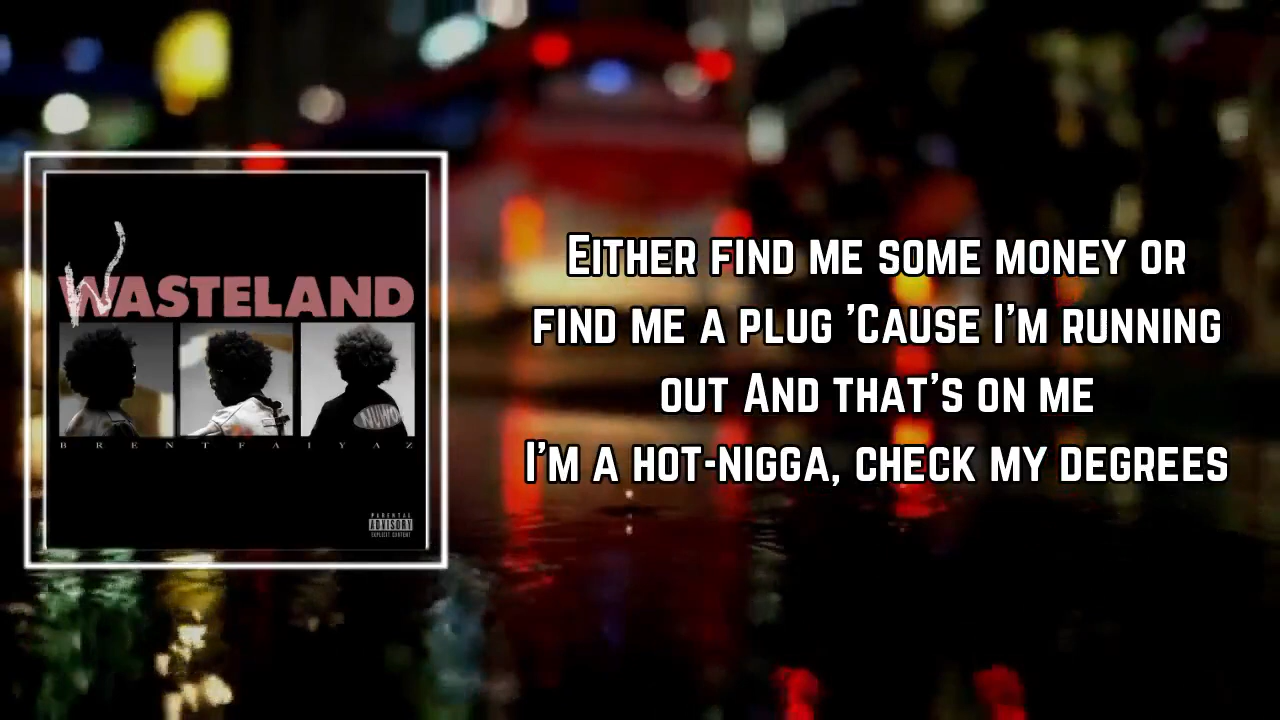 WASTELAND
BRENTFAIYAZ
PARENTAL
ADVISORY
EXPLICIT CONTENT
EITHER FIND ME SOME MONEY OR
FIND ME A PLUG 'CAUSE I'M RUNNING
OUT AND THAT'S ON ME
I'M A HOT-NIGGA, CHECK MY DEGREES